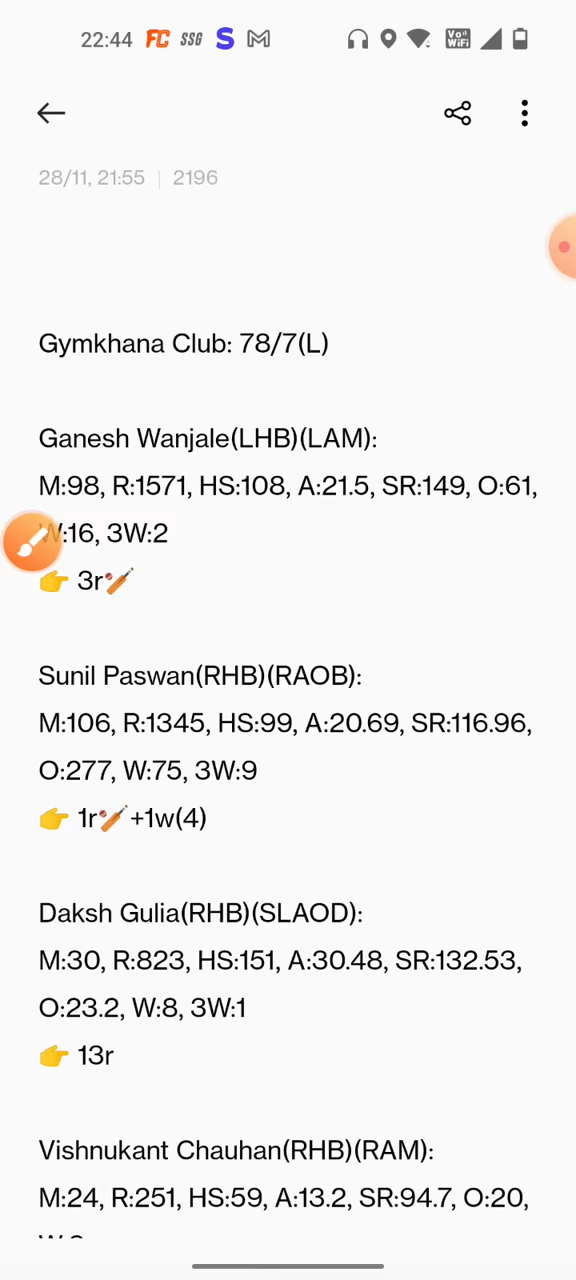 22:44 FC SSG S M Vo WiFi
28/11, 21:55 | 2196
Gymkhana Club: 78/7(L)
Ganesh Wanjale(LHB)(LAM):
M:98, R:1571, HS:108, A:21.5, SR:149, O:61,
W:16, 3W:2
👉 3r🏏
Sunil Paswan(RHB)(RAOB):
M:106, R:1345, HS:99, A:20.69, SR:116.96,
O:277, W:75, 3W:9
👉 1r🏏+1w(4)
Daksh Gulia(RHB)(SLAOD):
M:30, R:823, HS:151, A:30.48, SR:132.53,
O:23.2, W:8, 3W:1
👉 13r
Vishnukant Chauhan(RHB)(RAM):
M:24, R:251, HS:59, A:13.2, SR:94.7, O:20,